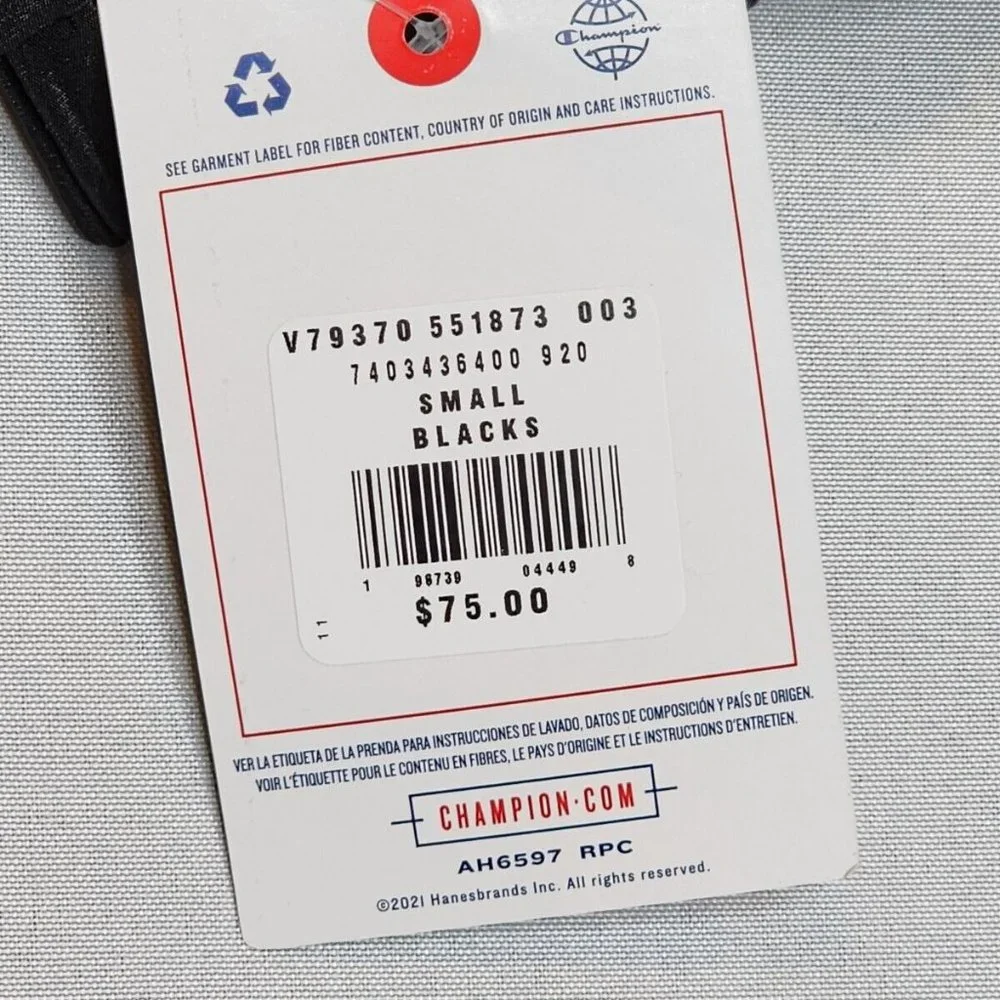 Champion
SEE GARMENT LABEL FOR FIBER CONTENT, COUNTRY OF ORIGIN AND CARE INSTRUCTIONS.
V79370 551873 003
7403436400 920
SMALL
BLACKS
1 96739 04449 8
$75.00
11
VER LA ETIQUETA DE LA PRENDA PARA INSTRUCCIONES DE LAVADO, DATOS DE COMPOSICIÓN Y PAÍS DE ORIGEN.
VOIR L'ÉTIQUETTE POUR LE CONTENU EN FIBRES, LE PAYS D'ORIGINE ET LE INSTRUCTIONS D'ENTRETIEN.
CHAMPION·COM
AH6597 RPC
©2021 Hanesbrands Inc. All rights reserved.